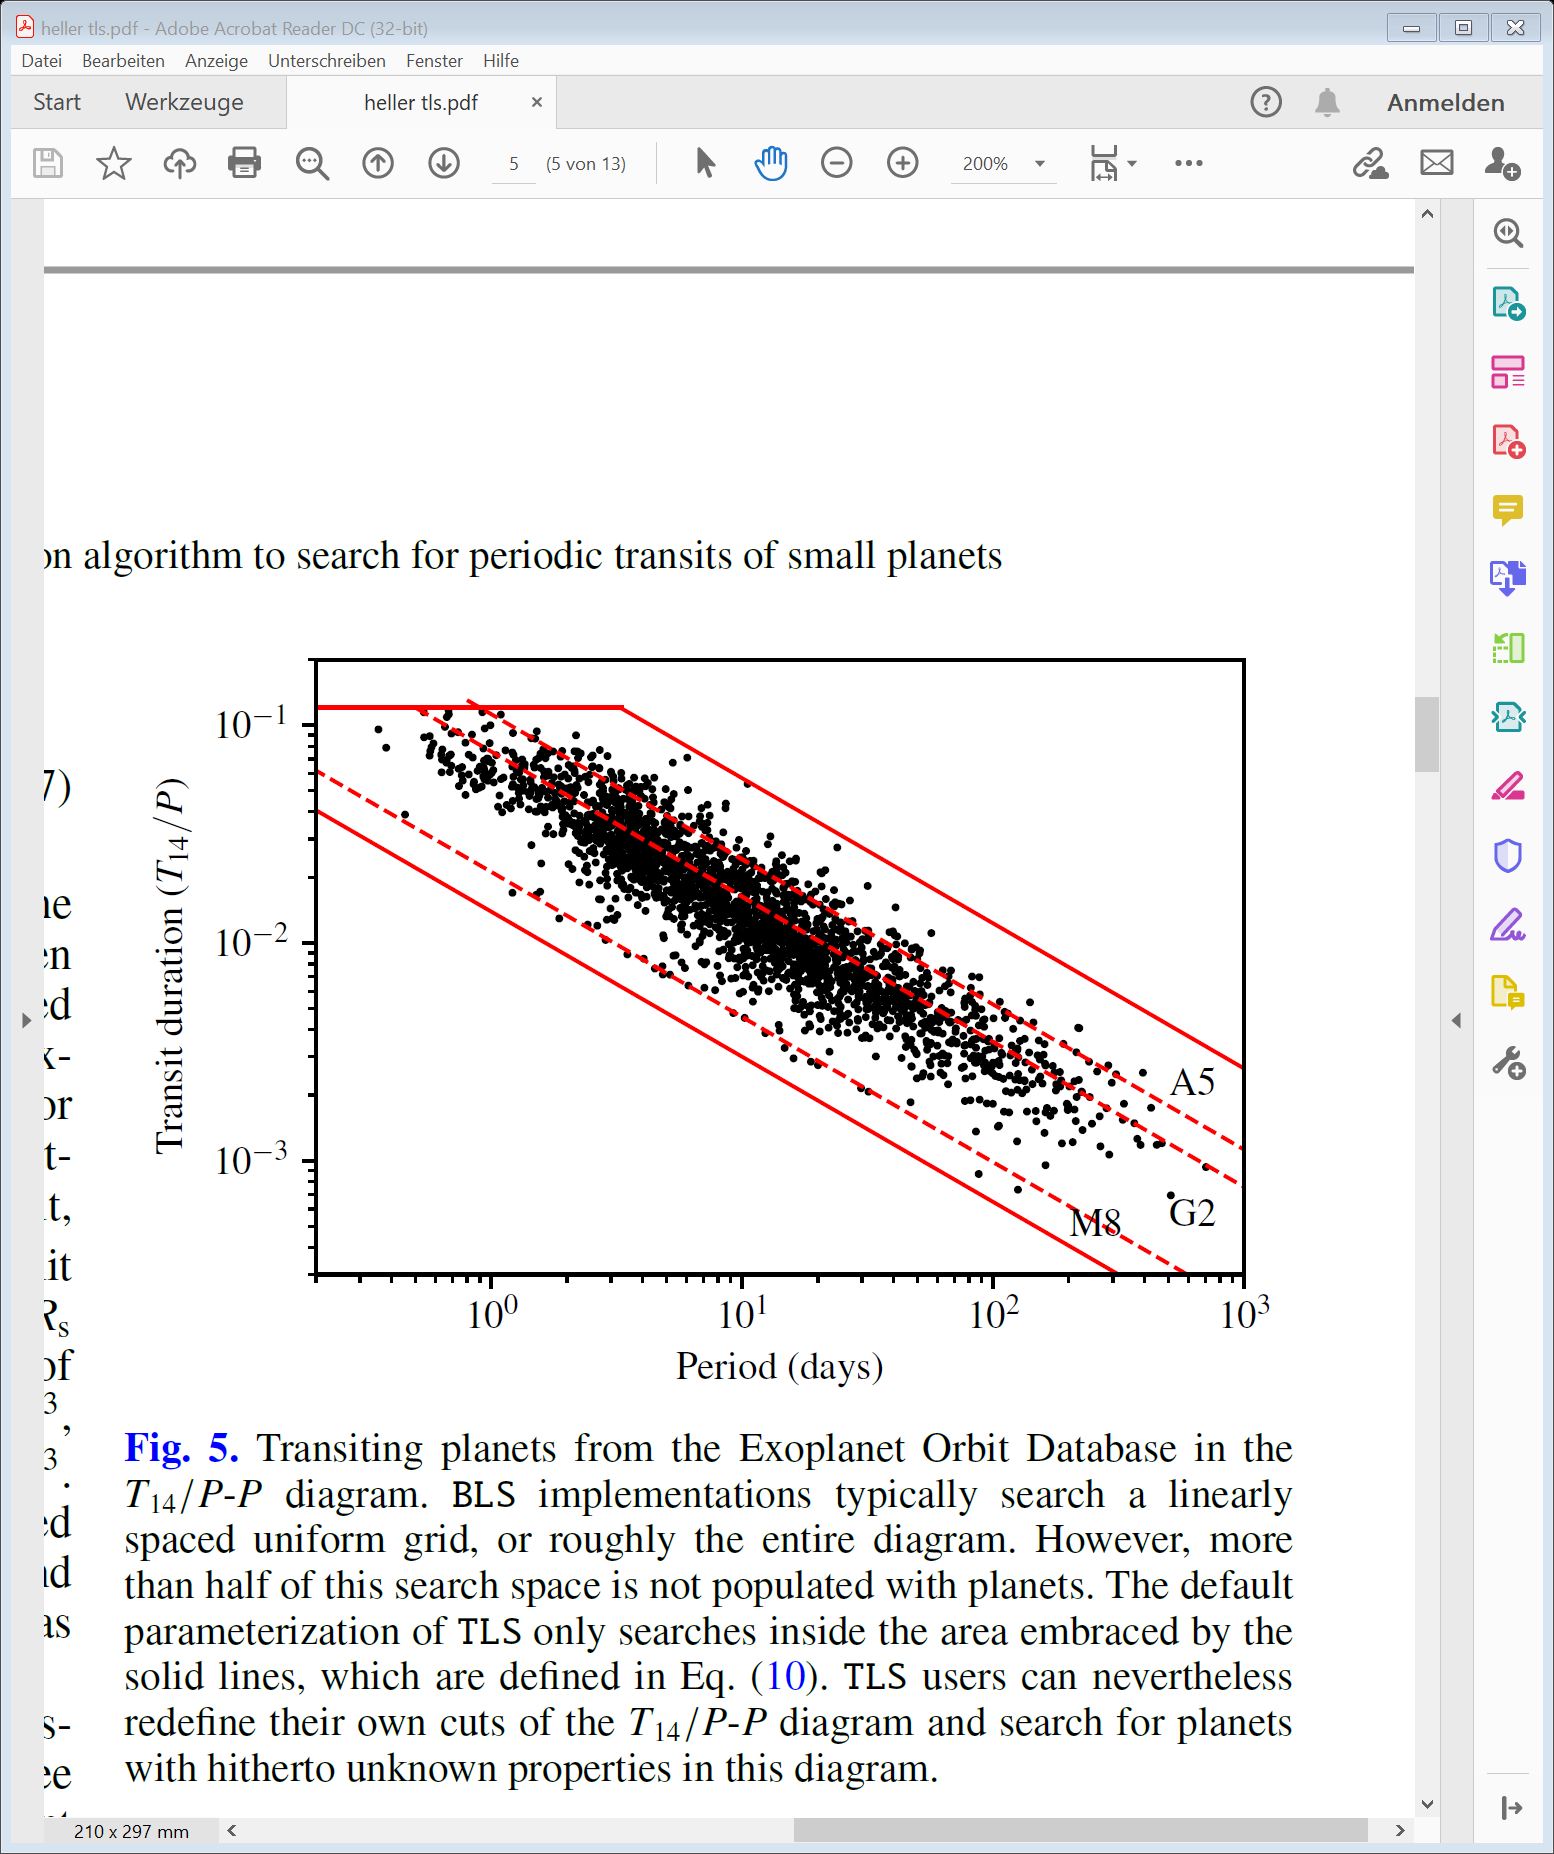 heller tls.pdf - Adobe Acrobat Reader DC (32-bit)
Datei Bearbeiten Anzeige Unterschreiben Fenster Hilfe
Start Werkzeuge heller tls.pdf × Anmelden
5 (5 von 13) 200%
on algorithm to search for periodic transits of small planets
7)
Transit duration (T14/P)
10⁻¹
10⁻²
10⁻³
A5
G2
M8
10⁰ 10¹ 10² 10³
Period (days)
Fig. 5. Transiting planets from the Exoplanet Orbit Database in the
T14/P-P diagram. BLS implementations typically search a linearly
spaced uniform grid, or roughly the entire diagram. However, more
than half of this search space is not populated with planets. The default
parameterization of TLS only searches inside the area embraced by the
solid lines, which are defined in Eq. (10). TLS users can nevertheless
redefine their own cuts of the T14/P-P diagram and search for planets
with hitherto unknown properties in this diagram.
210 x 297 mm